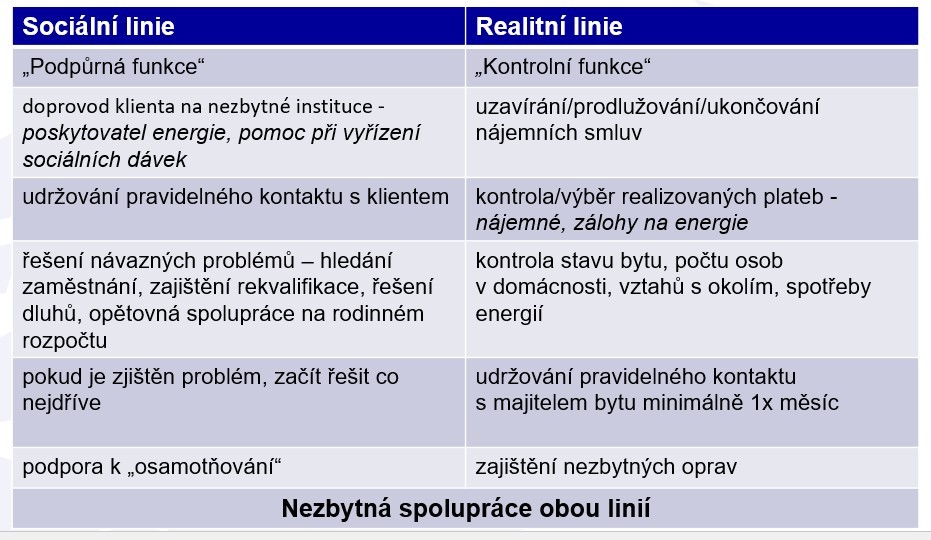 Sociální linie
Realitní linie
„Podpůrná funkce“
„Kontrolní funkce“
doprovod klienta na nezbytné instituce -
poskytovatel energie, pomoc při vyřízení
sociálních dávek
uzavírání/prodlužování/ukončování
nájemních smluv
udržování pravidelného kontaktu s klientem
kontrola/výběr realizovaných plateb -
nájemné, zálohy na energie
řešení návazných problémů – hledání
zaměstnání, zajištění rekvalifikace, řešení
dluhů, opětovná spolupráce na rodinném
rozpočtu
kontrola stavu bytu, počtu osob
v domácnosti, vztahů s okolím, spotřeby
energií
pokud je zjištěn problém, začít řešit co
nejdříve
udržování pravidelného kontaktu
s majitelem bytu minimálně 1x měsíc
podpora k „osamotňování“
zajištění nezbytných oprav
Nezbytná spolupráce obou linií